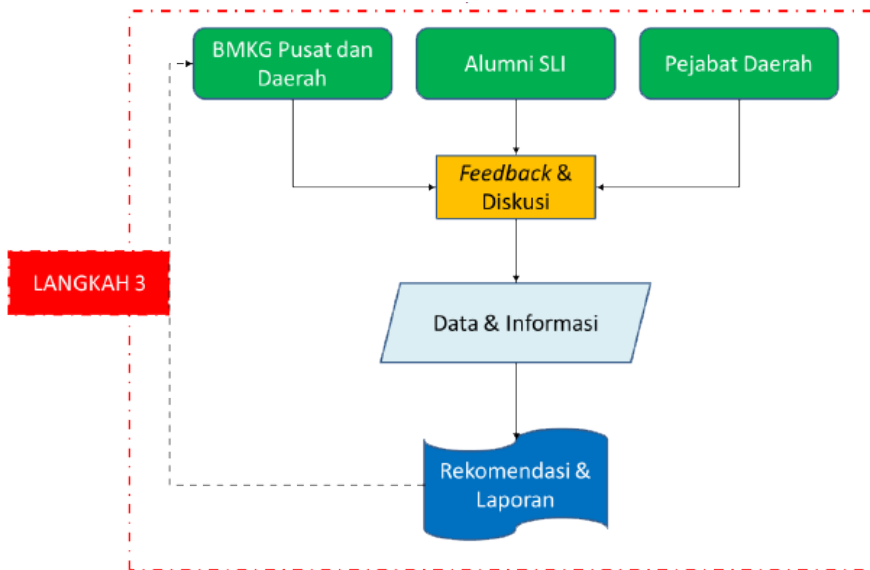 BMKG Pusat dan
Daerah
Alumni SLI
Pejabat Daerah
Feedback &
Diskusi
LANGKAH 3
Data & Informasi
Rekomendasi &
Laporan